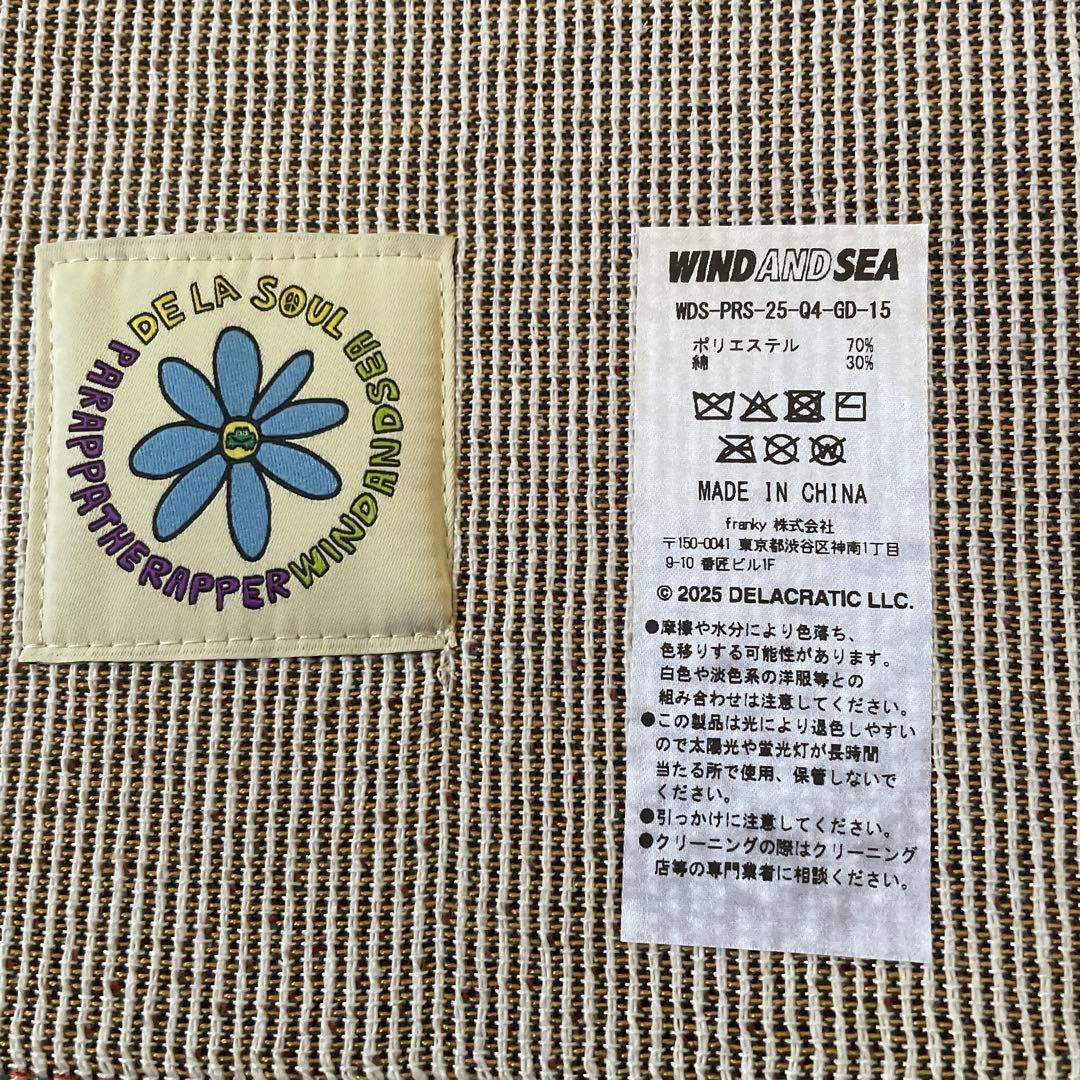 DE LA SOUL
WINDANDSEA
PARAPPATHERAPPER
WINDANDSEA
WDS-PRS-25-Q4-GD-15
ポリエステル 70%
綿 30%
MADE IN CHINA
franky 株式会社
〒150-0041 東京都渋谷区神南1丁目
9-10 番匠ビル1F
© 2025 DELACRATIC LLC.
●摩擦や水分により色落ち、
色移りする可能性があります。
白色や淡色系の洋服等との
組み合わせは注意してください。
●この製品は光により退色しやすい
ので太陽光や蛍光灯が長時間
当たる所で使用、保管しないで
ください。
●引っかけに注意してください。
●クリーニングの際はクリーニング
店等の専門業者に相談ください。